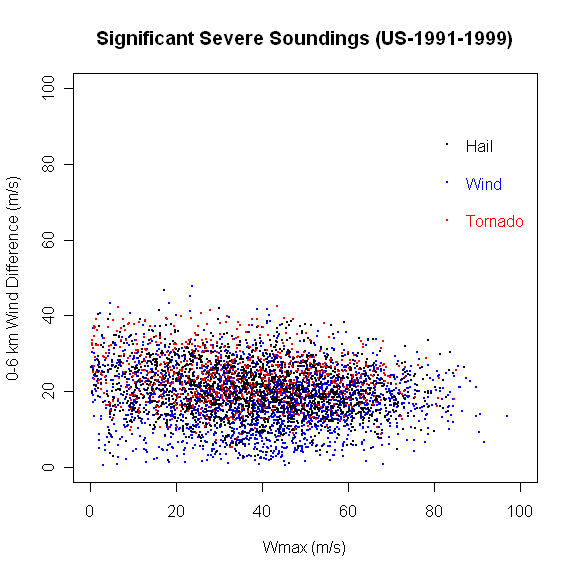 Significant Severe Soundings (US-1991-1999)
100
80
60
40
20
0
0-6 km Wind Difference (m/s)
Hail
Wind
Tornado
0 20 40 60 80 100
Wmax (m/s)